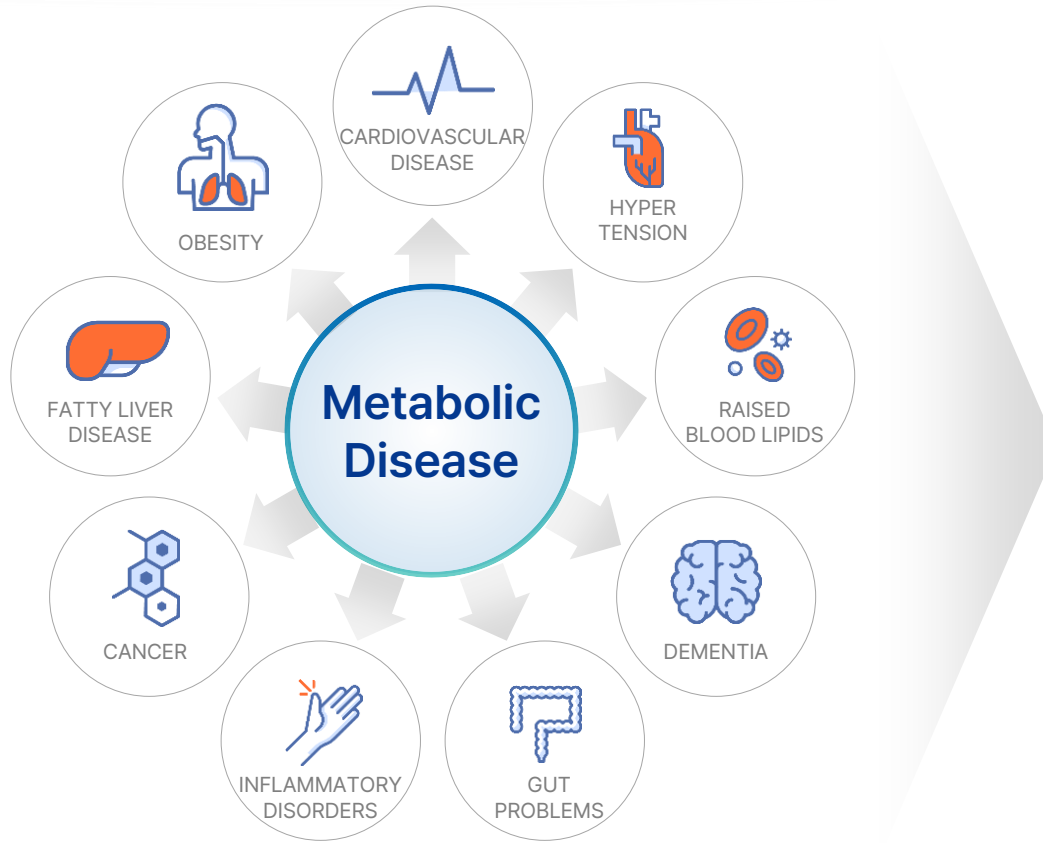 CARDIOVASCULAR
DISEASE
HYPER
TENSION
RAISED
BLOOD LIPIDS
DEMENTIA
GUT
PROBLEMS
INFLAMMATORY
DISORDERS
CANCER
FATTY LIVER
DISEASE
OBESITY
Metabolic
Disease